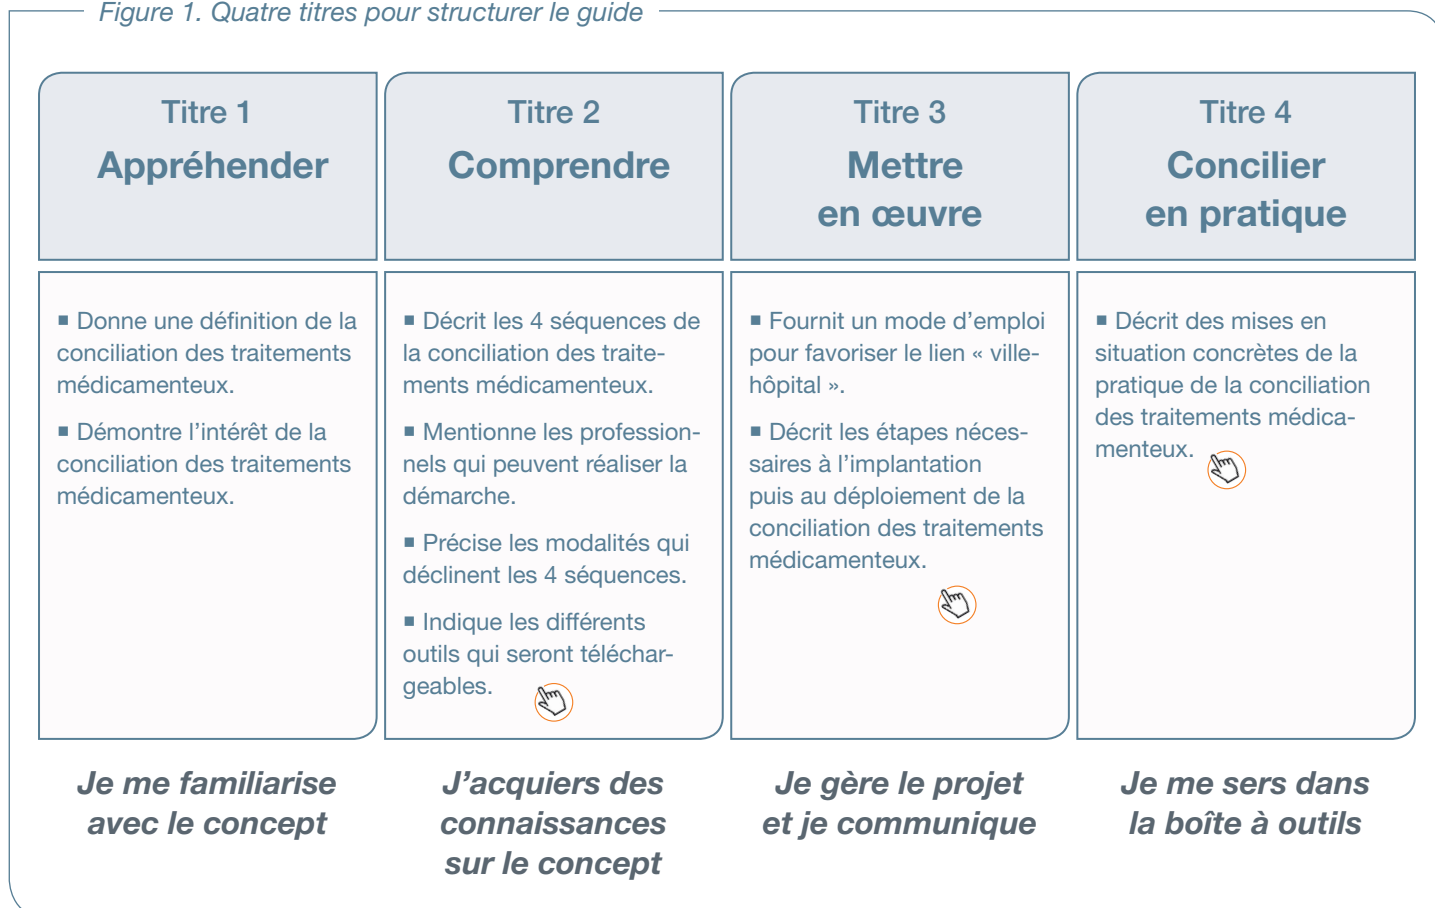 Figure 1. Quatre titres pour structurer le guide
Titre 1
Appréhender
■ Donne une définition de la
conciliation des traitements
médicamenteux.
■ Démontre l’intérêt de la
conciliation des traitements
médicamenteux.
Je me familiarise
avec le concept
Titre 2
Comprendre
■ Décrit les 4 séquences de
la conciliation des traite-
ments médicamenteux.
■ Mentionne les profession-
nels qui peuvent réaliser la
démarche.
■ Précise les modalités qui
déclinent les 4 séquences.
■ Indique les différents
outils qui seront téléchar-
geables.
J’acquiers des
connaissances
sur le concept
Titre 3
Mettre
en œuvre
■ Fournit un mode d’emploi
pour favoriser le lien « ville-
hôpital ».
■ Décrit les étapes néces-
saires à l’implantation
puis au déploiement de la
conciliation des traitements
médicamenteux.
Je gère le projet
et je communique
Titre 4
Concilier
en pratique
■ Décrit des mises en
situation concrètes de la
pratique de la conciliation
des traitements médica-
menteux.
Je me sers dans
la boîte à outils